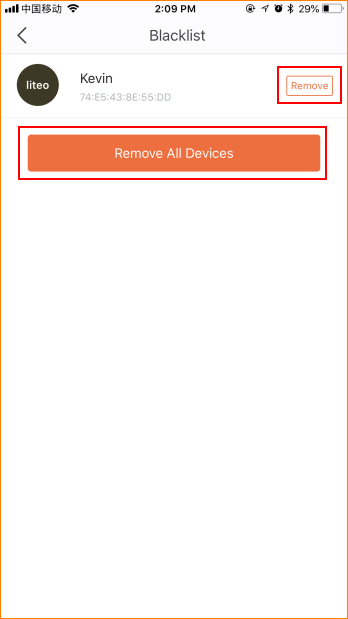 中国移动 2:09 PM 29%
Blacklist
liteo Kevin Remove
74:E5:43:8E:55:DD
Remove All Devices